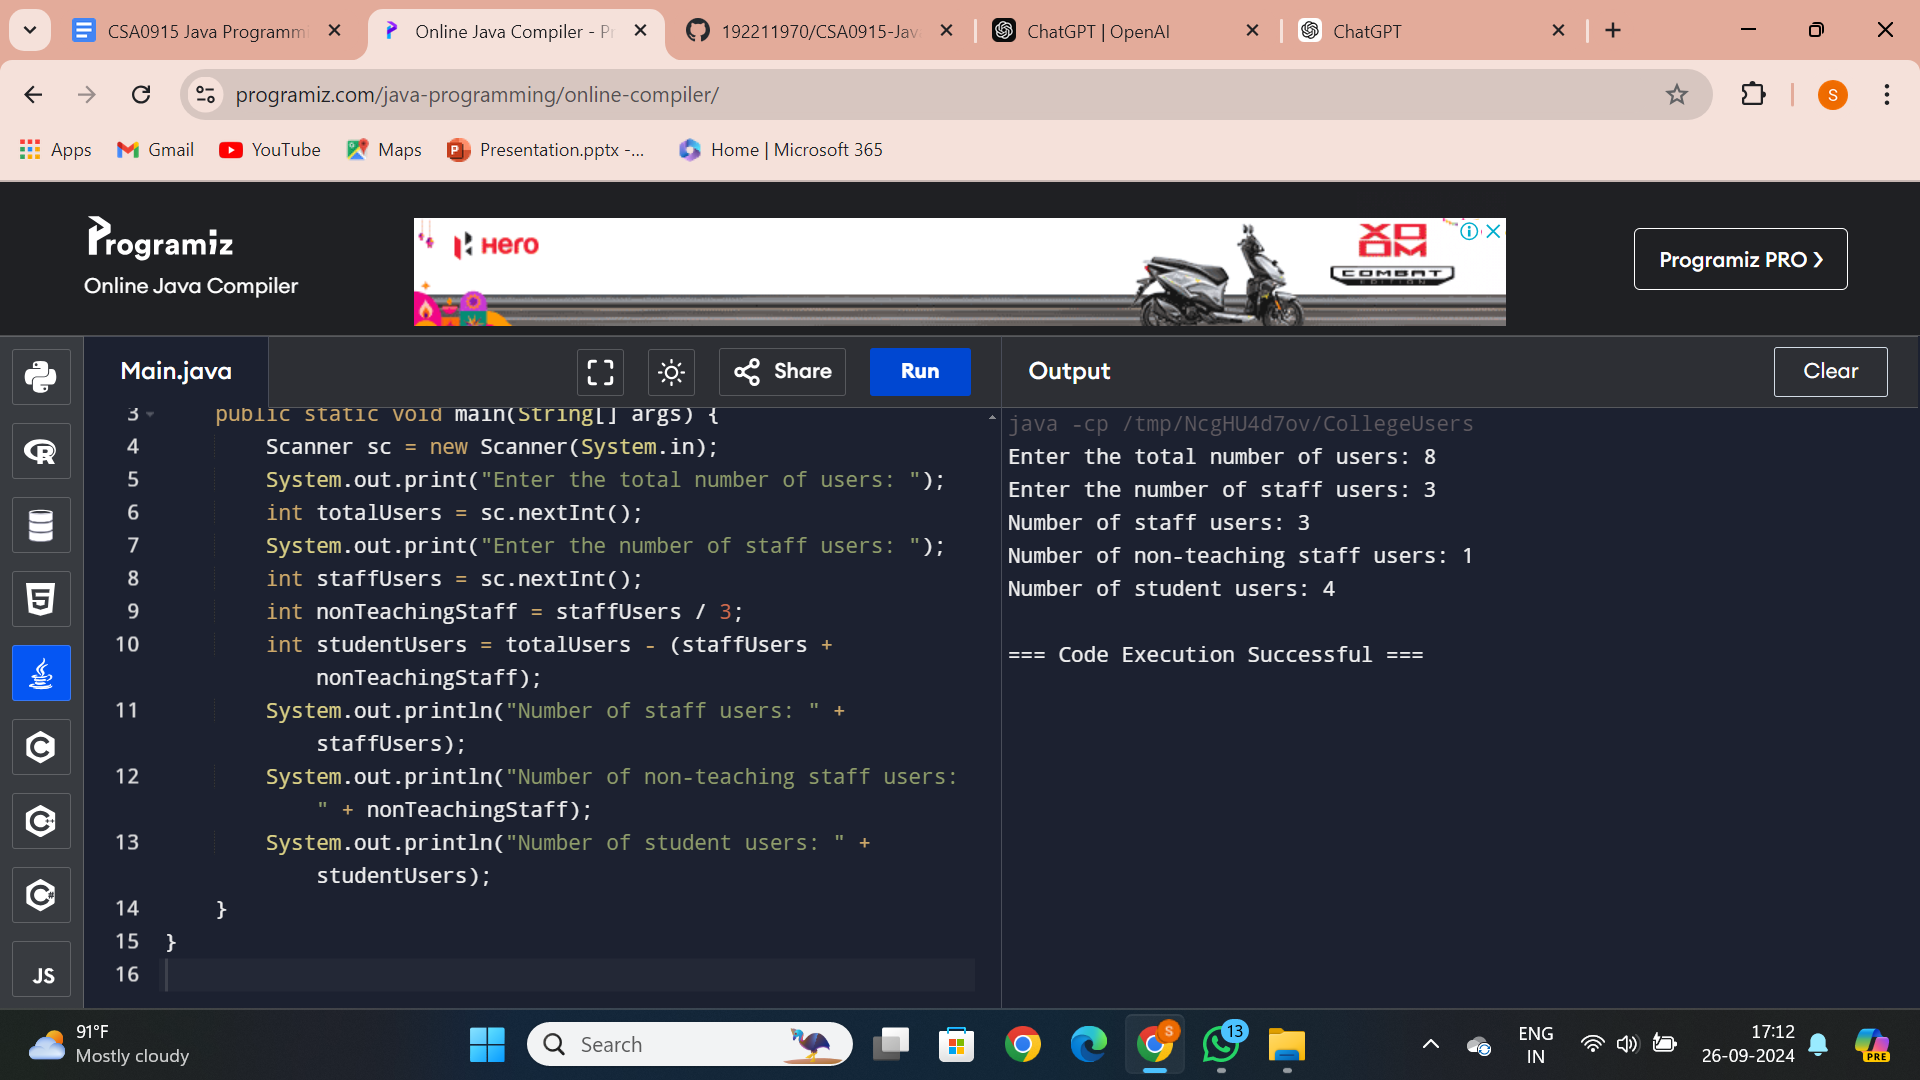 CSA0915 Java Programmi
Online Java Compiler - Pr
192211970/CSA0915-Jav
ChatGPT | OpenAI
ChatGPT
programiz.com/java-programming/online-compiler/
S
Apps
Gmail
YouTube
Maps
Presentation.pptx -...
Home | Microsoft 365
Programiz
Online Java Compiler
Hero
XOOM
COMBAT
EDITION
Programiz PRO ❯
Main.java
Share
Run
Output
Clear
3 public static void main(String[] args) {
4 Scanner sc = new Scanner(System.in);
5 System.out.print("Enter the total number of users: ");
6 int totalUsers = sc.nextInt();
7 System.out.print("Enter the number of staff users: ");
8 int staffUsers = sc.nextInt();
9 int nonTeachingStaff = staffUsers / 3;
10 int studentUsers = totalUsers - (staffUsers +
nonTeachingStaff);
11 System.out.println("Number of staff users: " +
staffUsers);
12 System.out.println("Number of non-teaching staff users:
" + nonTeachingStaff);
13 System.out.println("Number of student users: " +
studentUsers);
14 }
15 }
16
java -cp /tmp/NcgHU4d7ov/CollegeUsers
Enter the total number of users: 8
Enter the number of staff users: 3
Number of staff users: 3
Number of non-teaching staff users: 1
Number of student users: 4
=== Code Execution Successful ===
R
5
C
C++
C#
JS
91°F
Mostly cloudy
Search
S
13
ENG
IN
17:12
26-09-2024
PRE